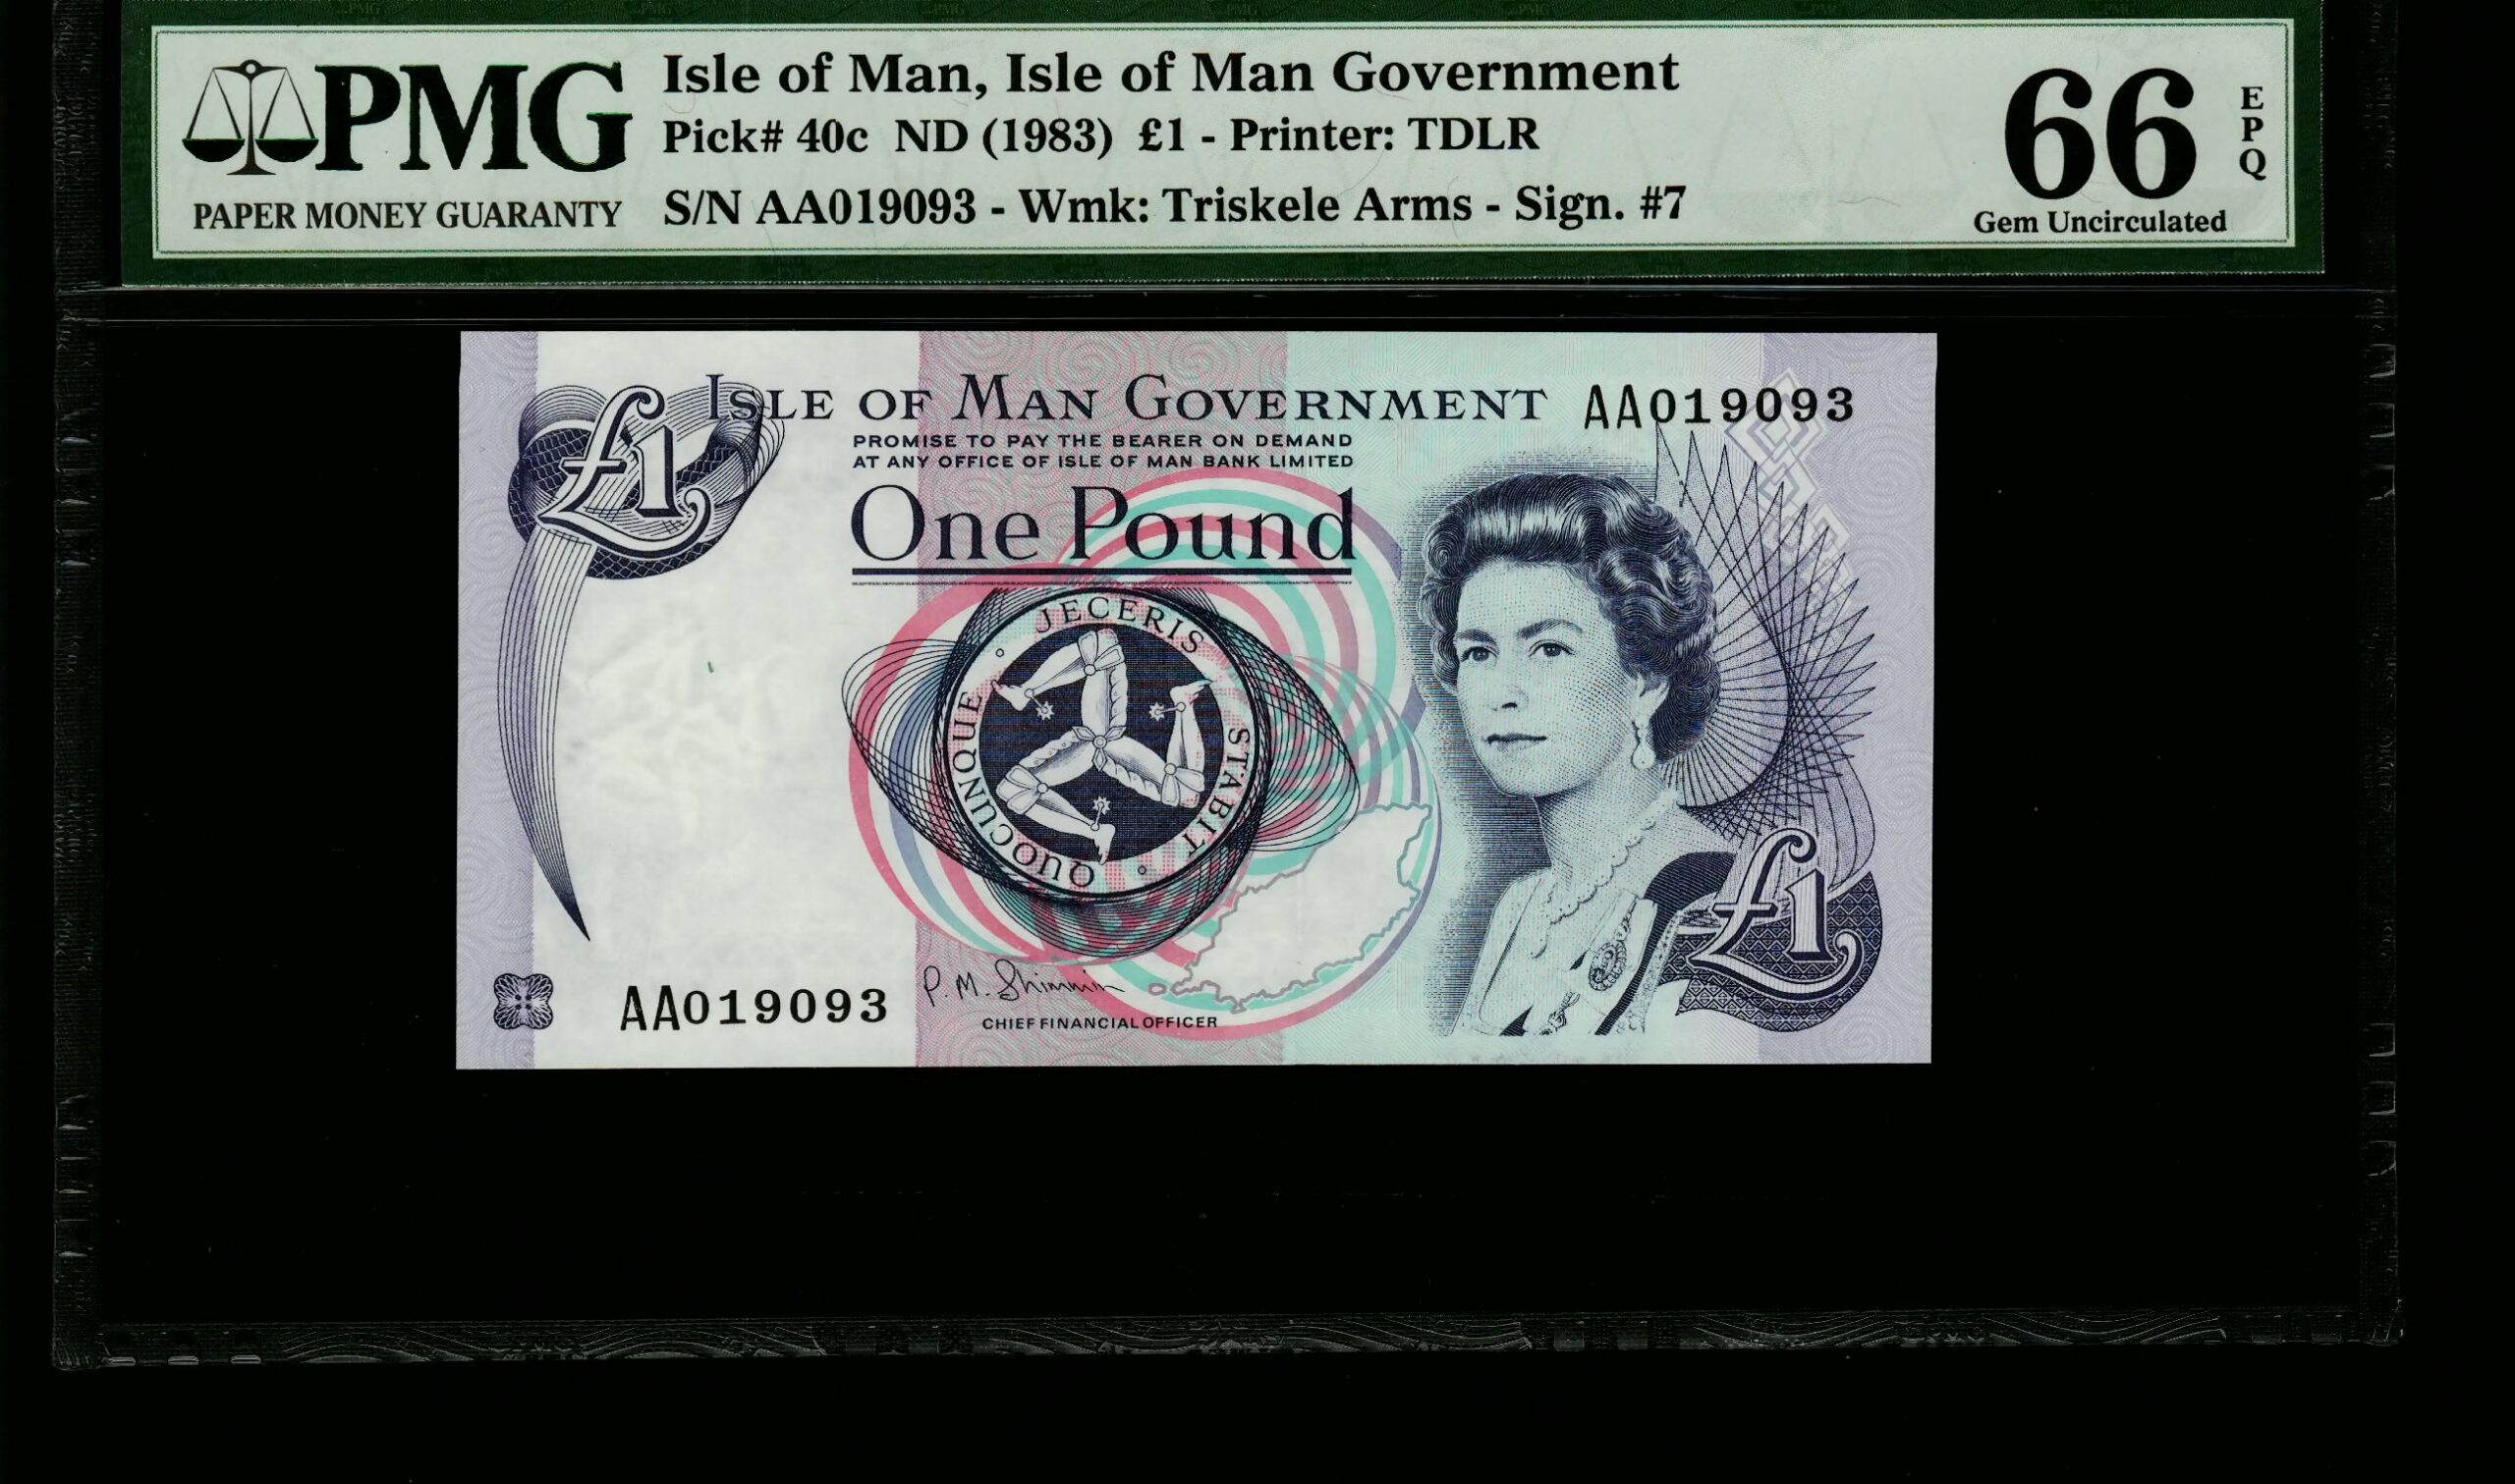 PMG
PAPER MONEY GUARANTY
Isle of Man, Isle of Man Government
Pick# 40c ND (1983) £1 - Printer: TDLR
S/N AA019093 - Wmk: Triskele Arms - Sign. #7
66
EPQ
Gem Uncirculated
£1
ISLE OF MAN GOVERNMENT AA019093
PROMISE TO PAY THE BEARER ON DEMAND
AT ANY OFFICE OF ISLE OF MAN BANK LIMITED
One Pound
QUOCUNQUE · JECERIS · STABIT ·
£1
AA019093
P. M. Shimmin
CHIEF FINANCIAL OFFICER